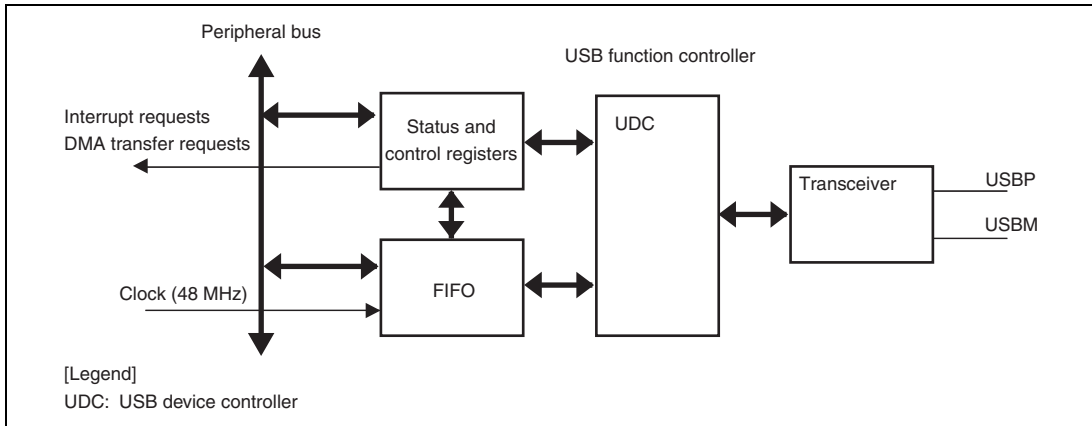 Peripheral bus
USB function controller
Interrupt requests
DMA transfer requests
Status and
control registers
UDC
Transceiver
USBP
USBM
Clock (48 MHz)
FIFO
[Legend]
UDC: USB device controller